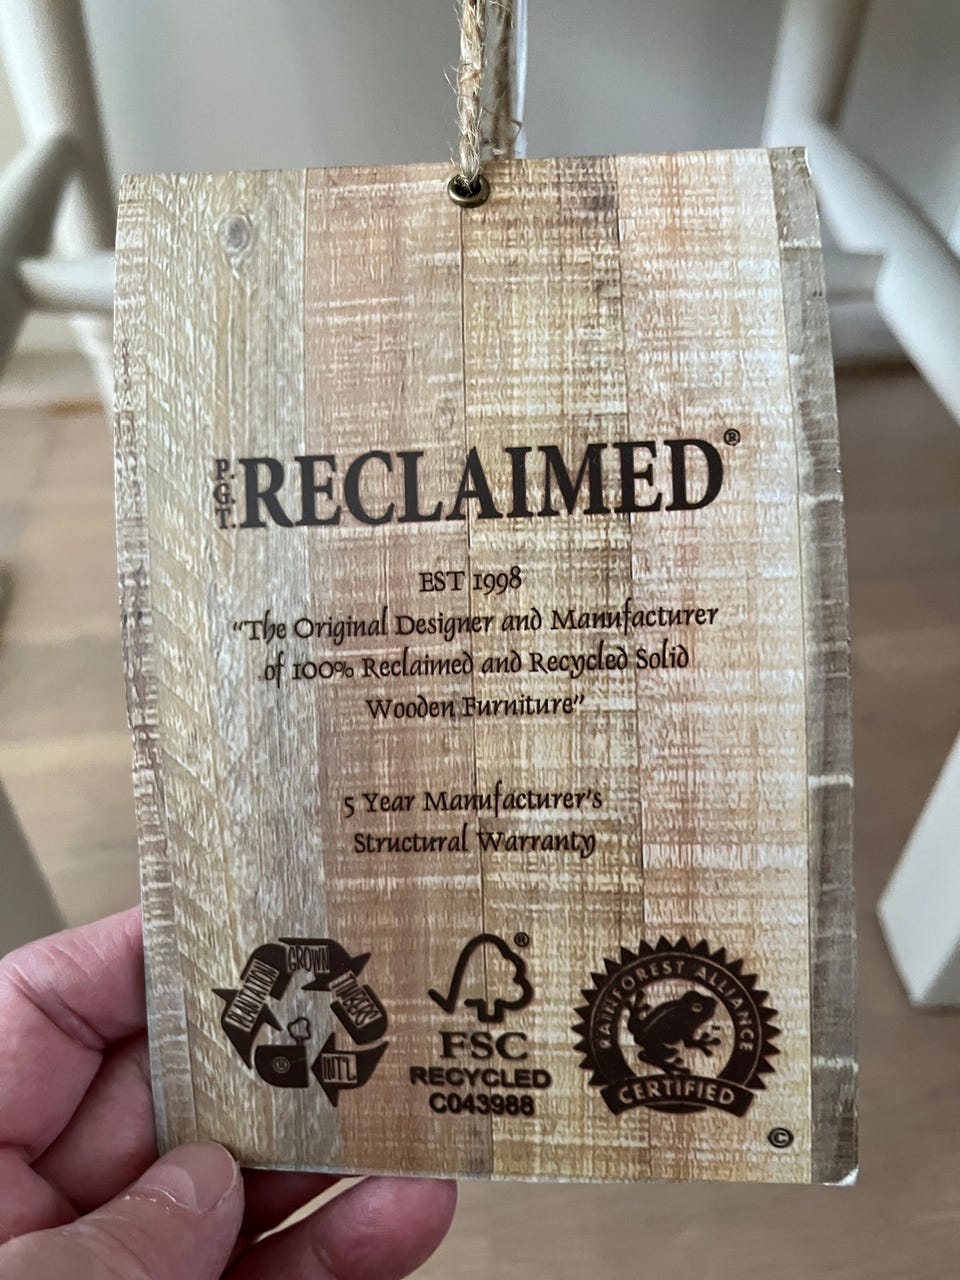 P.G.T. RECLAIMED®
EST 1998
“The Original Designer and Manufacturer
of 100% Reclaimed and Recycled Solid
Wooden Furniture”
5 Year Manufacturer's
Structural Warranty
PLANTATION GROWN TIMBERS INT'L ®
®
FSC
RECYCLED
C043988
RAINFOREST ALLIANCE
CERTIFIED
©